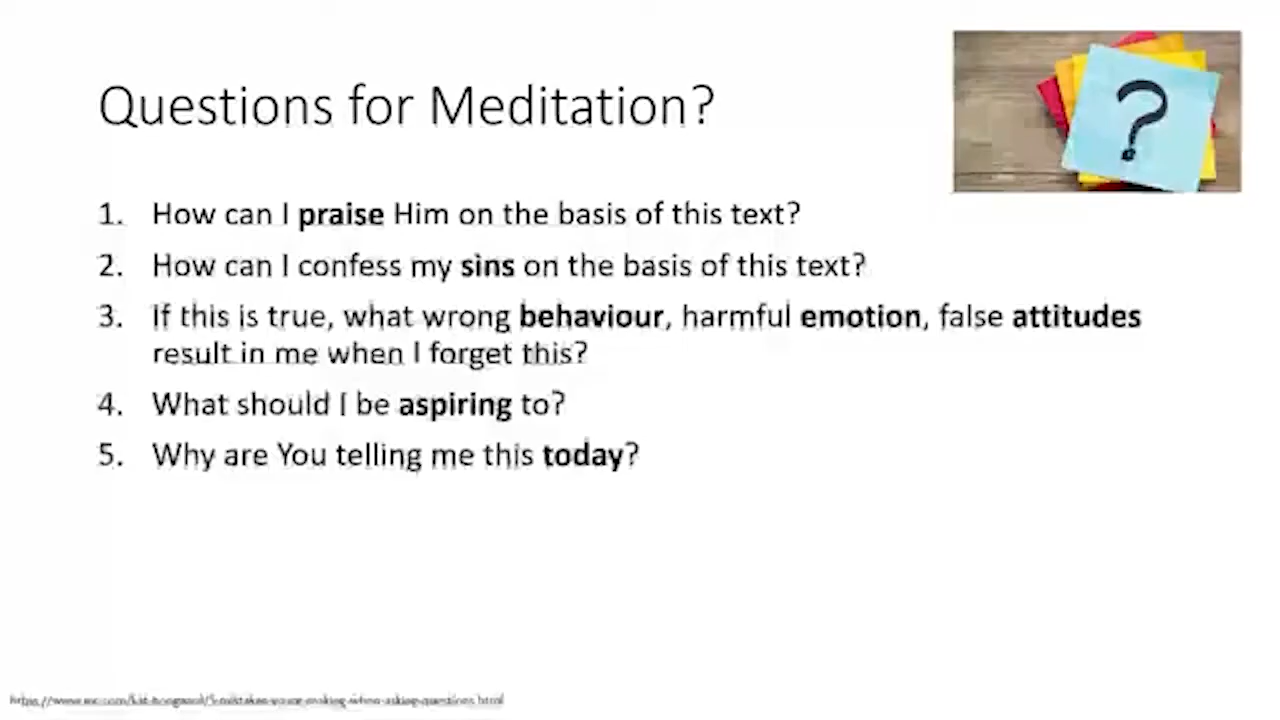 Questions for Meditation?
?
1. How can I praise Him on the basis of this text?
2. How can I confess my sins on the basis of this text?
3. If this is true, what wrong behaviour, harmful emotion, false attitudes
result in me when I forget this?
4. What should I be aspiring to?
5. Why are You telling me this today?